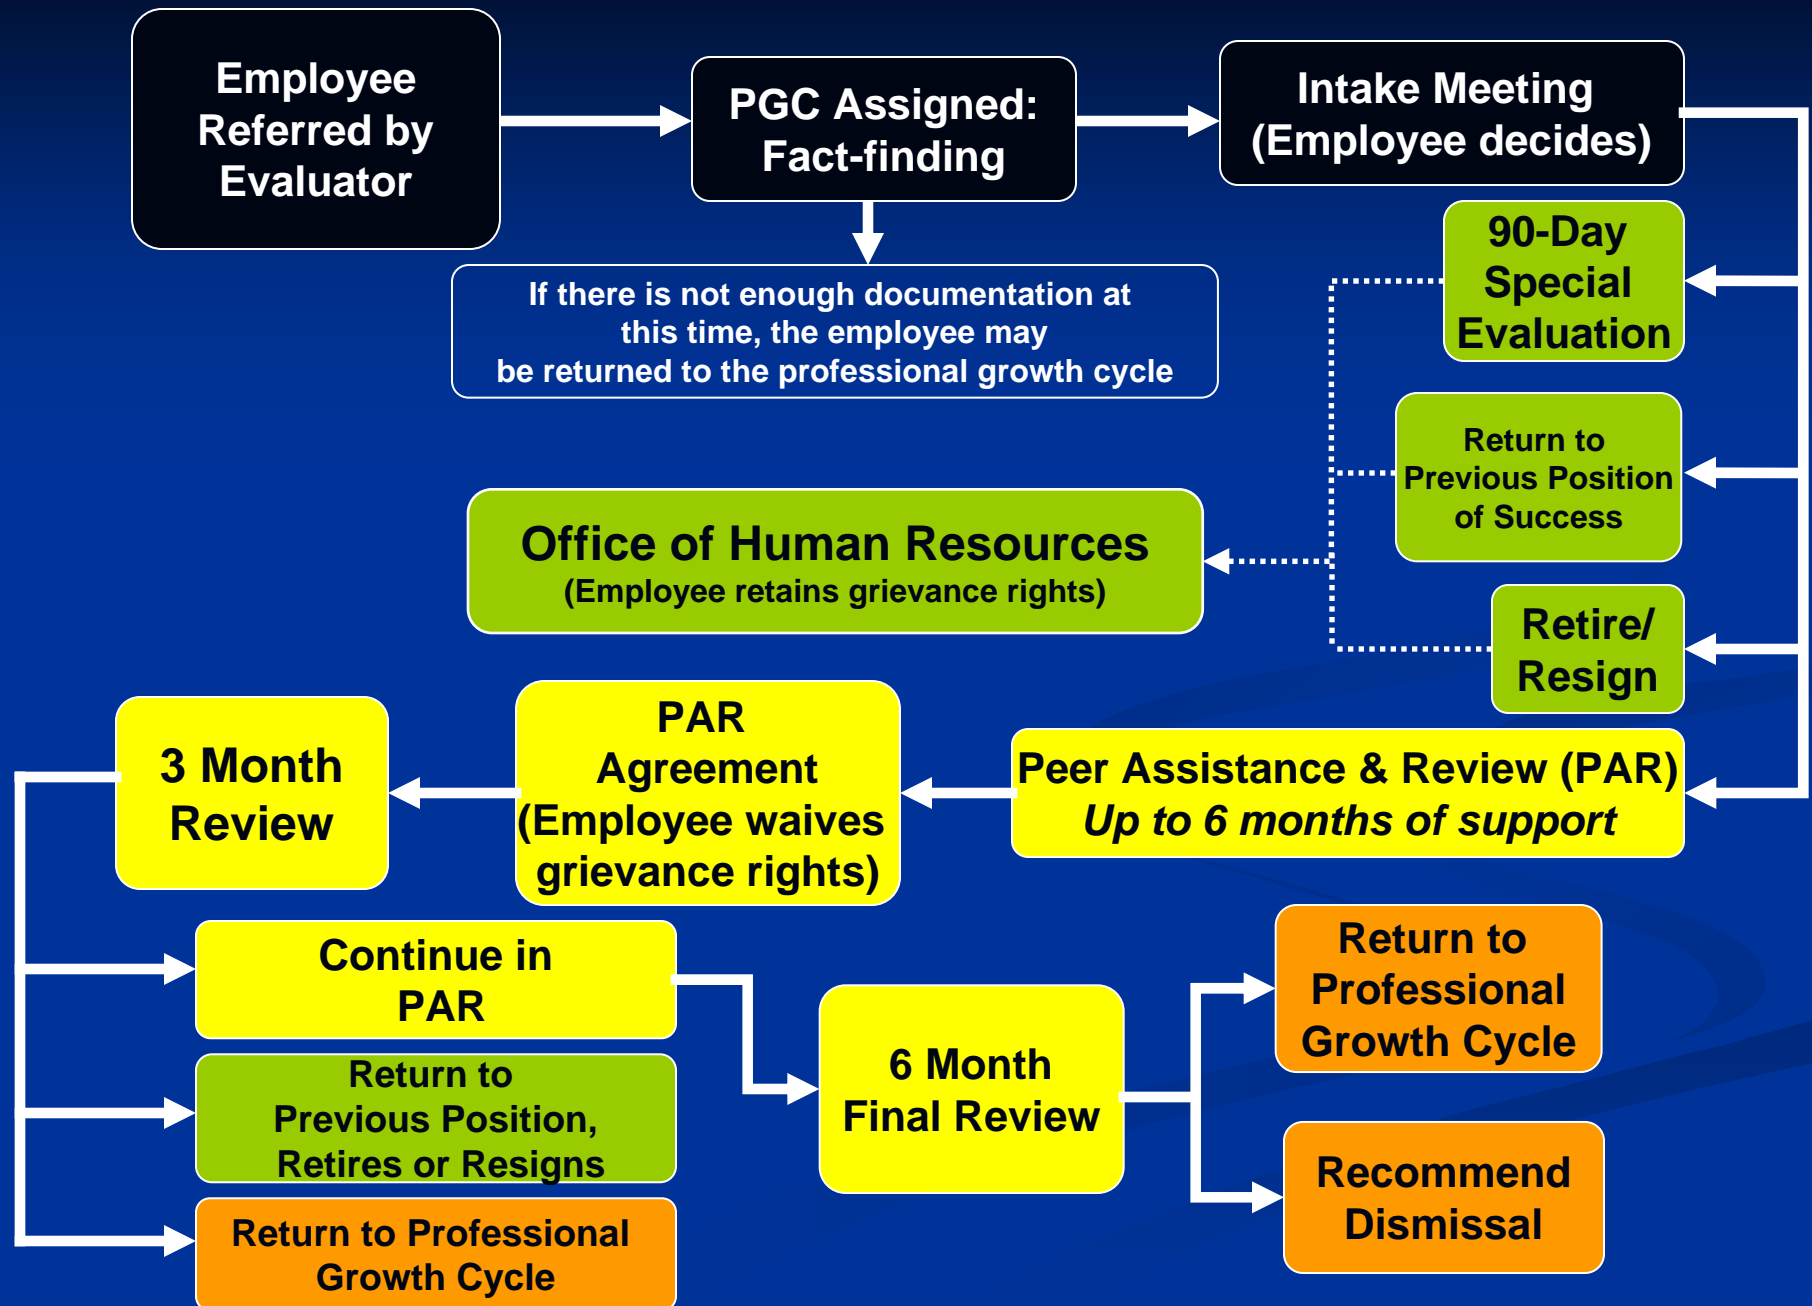 Employee
Referred by
Evaluator
PGC Assigned:
Fact-finding
Intake Meeting
(Employee decides)
If there is not enough documentation at
this time, the employee may
be returned to the professional growth cycle
90-Day
Special
Evaluation
Return to
Previous Position
of Success
Office of Human Resources
(Employee retains grievance rights)
Retire/
Resign
Peer Assistance & Review (PAR)
Up to 6 months of support
PAR
Agreement
(Employee waives
grievance rights)
3 Month
Review
Continue in
PAR
Return to
Previous Position,
Retires or Resigns
Return to Professional
Growth Cycle
6 Month
Final Review
Return to
Professional
Growth Cycle
Recommend
Dismissal